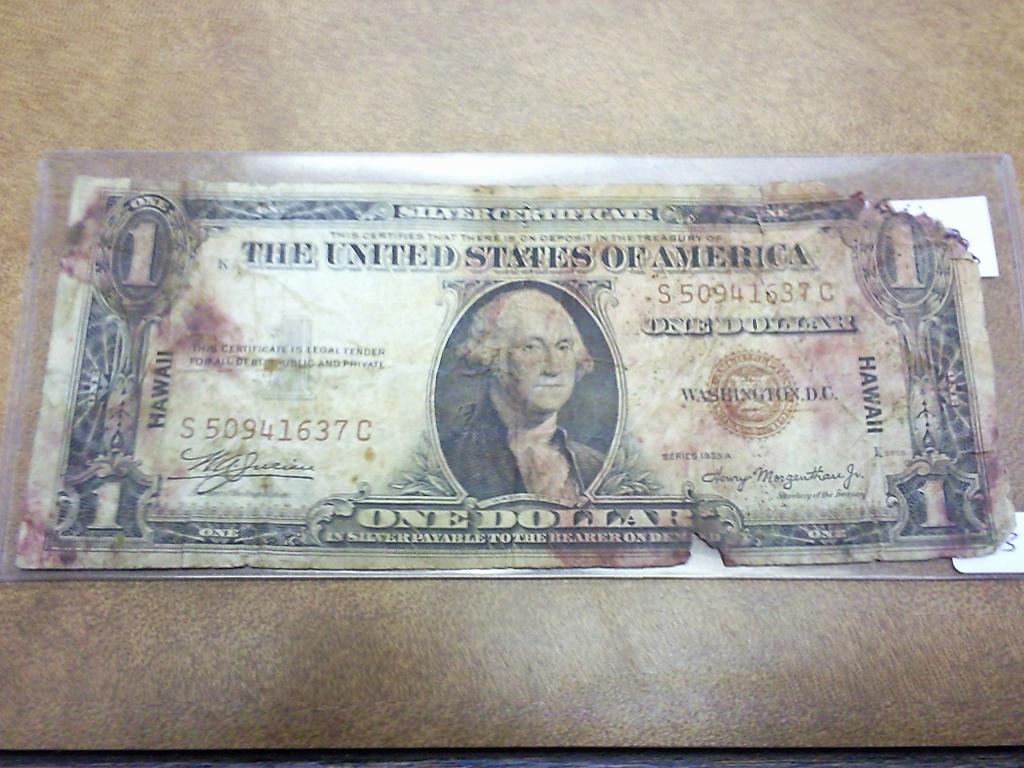 SILVER CERTIFICATE
ONE
THIS CERTIFIES THAT THERE IS ON DEPOSIT IN THE TREASURY OF
THE UNITED STATES OF AMERICA
1
1
K
S 50941637 C
ONE DOLLAR
THIS CERTIFICATE IS LEGAL TENDER
FOR ALL DEBTS PUBLIC AND PRIVATE
1
HAWAII
HAWAII
WASHINGTON, D.C.
S 50941637 C
W A Julian
SERIES 1935 A
Henry Morgenthau Jr.
Secretary of the Treasury
1
1
ONE DOLLAR
ONE
ONE
IN SILVER PAYABLE TO THE BEARER ON
3